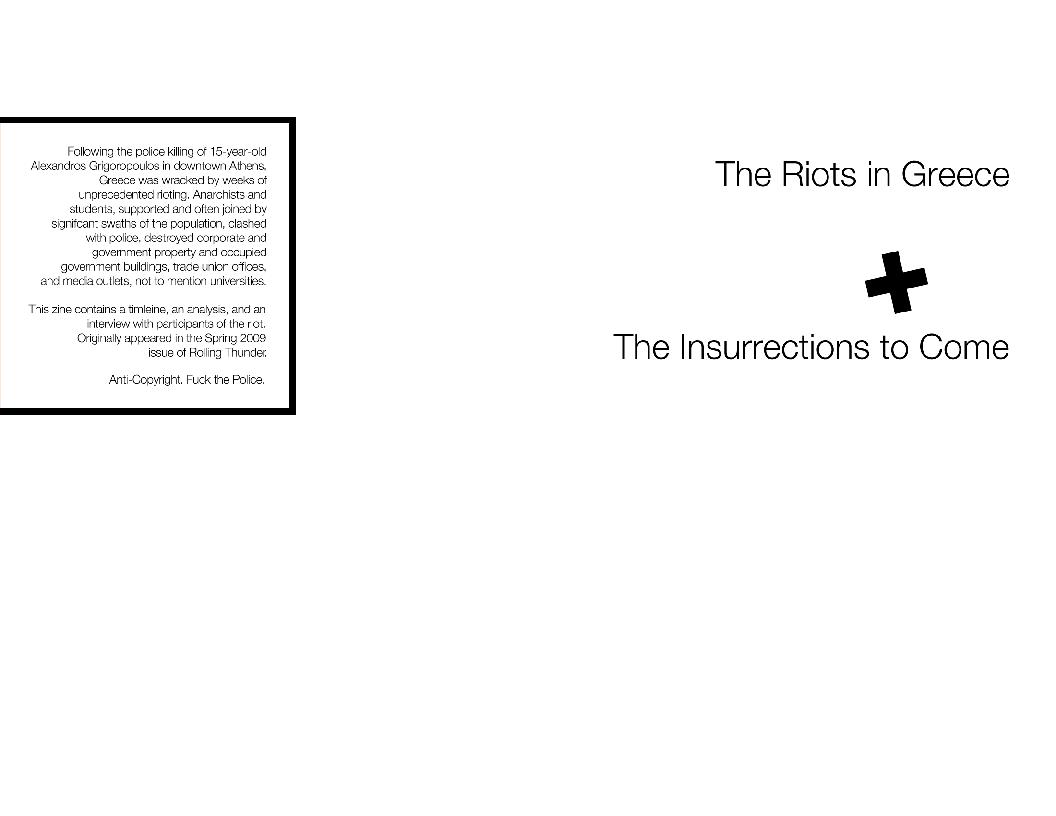 Following the police killing of 15-year-old
Alexandros Grigoropoulos in downtown Athens,
Greece was wracked by weeks of
unprecedented rioting. Anarchists and
students, supported and often joined by
signifcant swaths of the population, clashed
with police, destroyed corporate and
government property and occupied
government buildings, trade union offices,
and media outlets, not to mention universities.

This zine contains a timleine, an analysis, and an
interview with participants of the riot.
Originally appeared in the Spring 2009
issue of Rolling Thunder.

Anti-Copyright. Fuck the Police.

The Riots in Greece
+
The Insurrections to Come